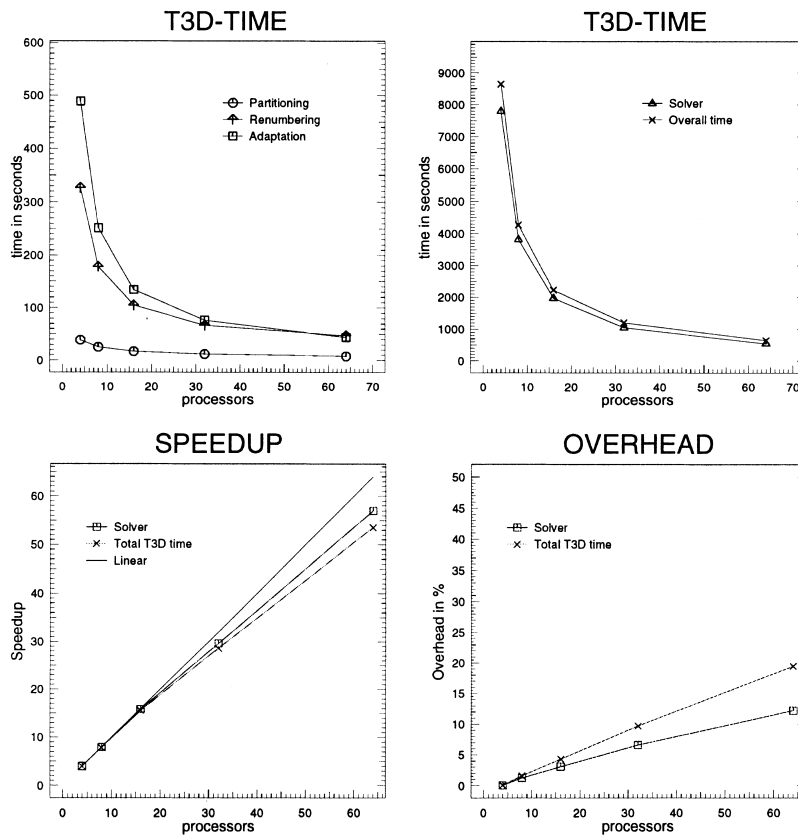 T3D-TIME
600
500
400
300
200
100
0
time in seconds
Partitioning
Renumbering
Adaptation
0 10 20 30 40 50 60 70
processors
T3D-TIME
9000
8000
7000
6000
5000
4000
3000
2000
1000
0
time in seconds
Solver
Overall time
0 10 20 30 40 50 60 70
processors
SPEEDUP
60
50
40
30
20
10
0
Speedup
Solver
Total T3D time
Linear
0 10 20 30 40 50 60
processors
OVERHEAD
50
45
40
35
30
25
20
15
10
5
0
Overhead in %
Solver
Total T3D time
0 10 20 30 40 50 60
processors